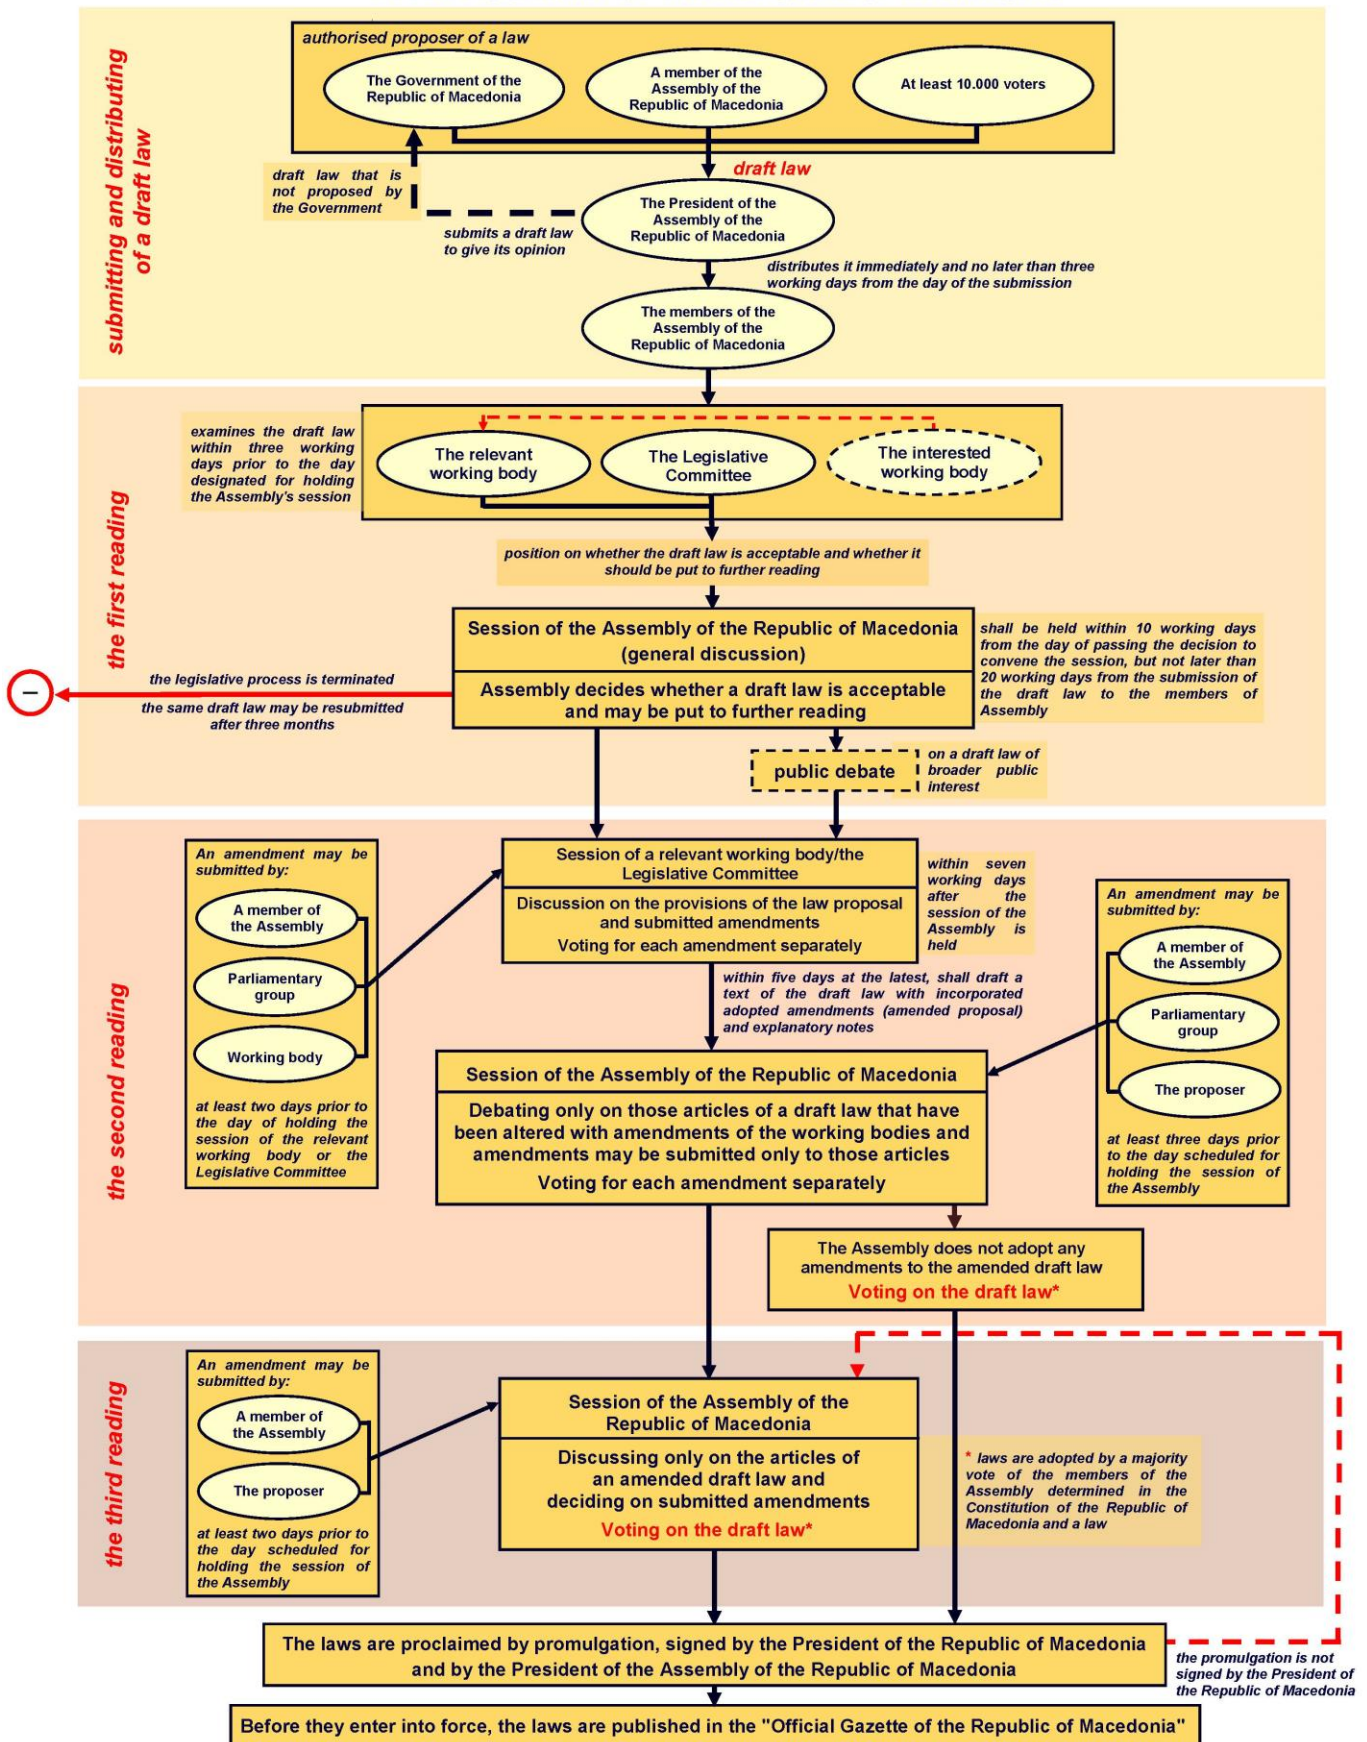 submitting and distributing
of a draft law
authorised proposer of a law
The Government of the
Republic of Macedonia
A member of the
Assembly of the
Republic of Macedonia
At least 10.000 voters
draft law that is
not proposed by
the Government
draft law
The President of the
Assembly of the
Republic of Macedonia
submits a draft law
to give its opinion
distributes it immediately and no later than three
working days from the day of the submission
The members of the
Assembly of the
Republic of Macedonia
the first reading
examines the draft law
within three working
days prior to the day
designated for holding
the Assembly's session
The relevant
working body
The Legislative
Committee
The interested
working body
position on whether the draft law is acceptable and whether it
should be put to further reading
Session of the Assembly of the Republic of Macedonia
(general discussion)
Assembly decides whether a draft law is acceptable
and may be put to further reading
shall be held within 10 working days
from the day of passing the decision to
convene the session, but not later than
20 working days from the submission of
the draft law to the members of
Assembly
–
the legislative process is terminated
the same draft law may be resubmitted
after three months
public debate
on a draft law of
broader public
interest
the second reading
An amendment may be
submitted by:
A member of
the Assembly
Parliamentary
group
Working body
at least two days prior to
the day of holding the
session of the relevant
working body or the
Legislative Committee
Session of a relevant working body/the
Legislative Committee
Discussion on the provisions of the law proposal
and submitted amendments
Voting for each amendment separately
within seven
working days
after the
session of the
Assembly is
held
An amendment may be
submitted by:
A member of
the Assembly
Parliamentary
group
The proposer
at least three days prior
to the day scheduled for
holding the session of
the Assembly
within five days at the latest, shall draft a
text of the draft law with incorporated
adopted amendments (amended proposal)
and explanatory notes
Session of the Assembly of the Republic of Macedonia
Debating only on those articles of a draft law that have
been altered with amendments of the working bodies and
amendments may be submitted only to those articles
Voting for each amendment separately
The Assembly does not adopt any
amendments to the amended draft law
Voting on the draft law*
the third reading
An amendment may be
submitted by:
A member of
the Assembly
The proposer
at least two days prior to
the day scheduled for
holding the session of
the Assembly
Session of the Assembly of the
Republic of Macedonia
Discussing only on the articles of
an amended draft law and
deciding on submitted amendments
Voting on the draft law*
* laws are adopted by a majority
vote of the members of the
Assembly determined in the
Constitution of the Republic of
Macedonia and a law
The laws are proclaimed by promulgation, signed by the President of the Republic of Macedonia
and by the President of the Assembly of the Republic of Macedonia
the promulgation is not
signed by the President of
the Republic of Macedonia
Before they enter into force, the laws are published in the "Official Gazette of the Republic of Macedonia"